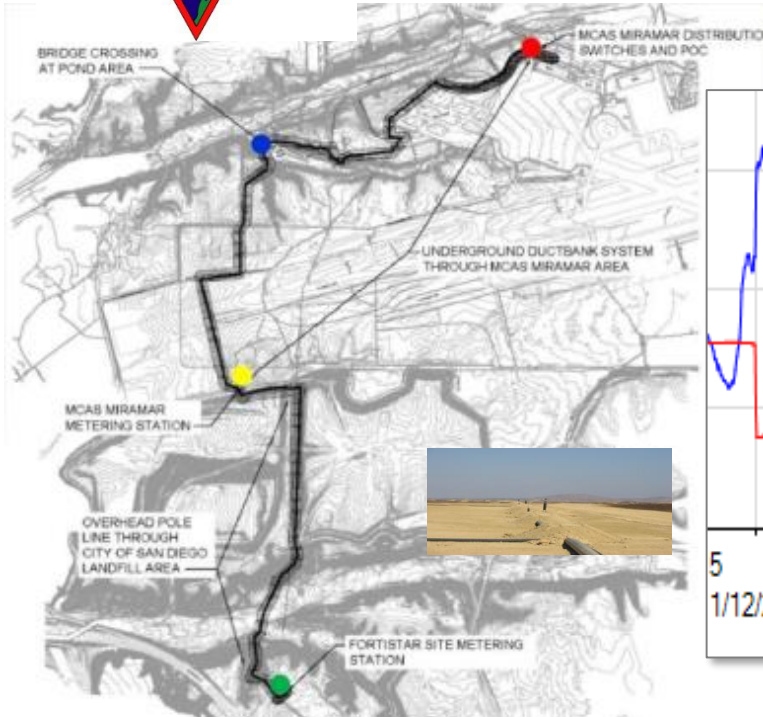 BRIDGE CROSSING
AT POND AREA
MCAS MIRAMAR DISTRIBUTIO
SWITCHES AND POC
UNDERGROUND DUCTBANK SYSTEM
THROUGH MCAS MIRAMAR AREA
MCAS MIRAMAR
METERING STATION
OVERHEAD POLE
LINE THROUGH
CITY OF SAN DIEGO
LANDFILL AREA
FORTISTAR SITE METERING
STATION
5
1/12/